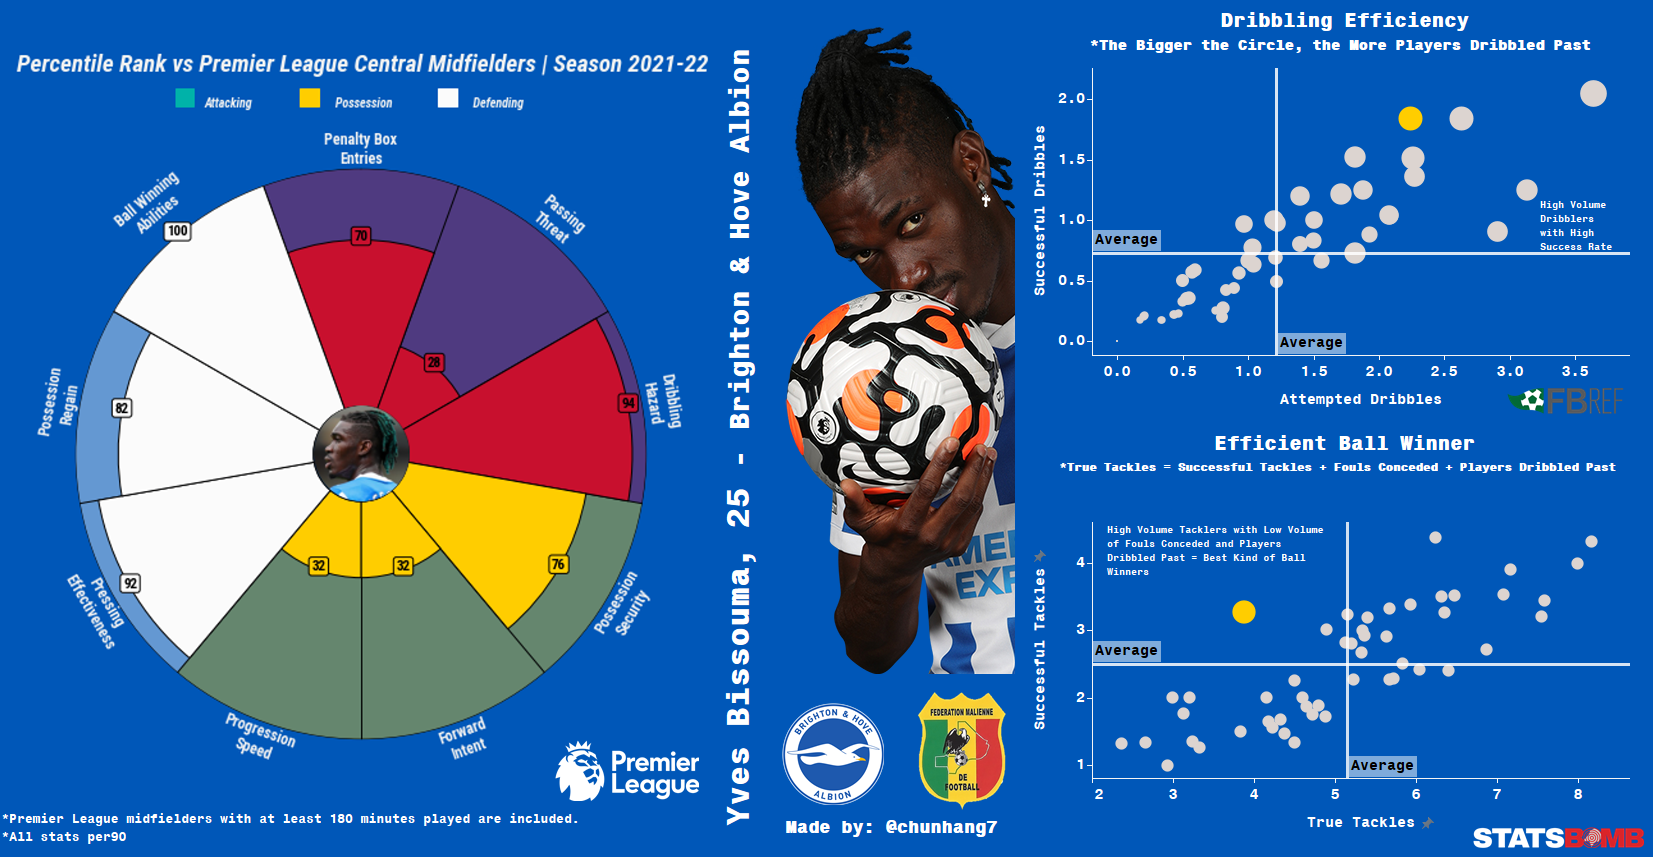 Percentile Rank vs Premier League Central Midfielders | Season 2021-22
Attacking
Possession
Defending
Penalty Box
Entries
Passing
Threat
Dribbling
Hazard
Possession
Security
Forward
Intent
Progression
Speed
Pressing
Effectiveness
Possession
Regain
Ball Winning
Abilities
70
28
94
76
32
32
92
82
100
Premier
League
*Premier League midfielders with at least 180 minutes played are included.
*All stats per90
Yves Bissouma, 25 - Brighton & Hove Albion
AMEI
EXF
BRIGHTON & HOVE
ALBION
FEDERATION MALIENNE
DE
FOOTBALL
Made by: @chunhang7
Dribbling Efficiency
*The Bigger the Circle, the More Players Dribbled Past
Successful Dribbles
2.0
1.5
1.0
0.5
0.0
Average
High Volume
Dribblers
with High
Success Rate
Average
0.0 0.5 1.0 1.5 2.0 2.5 3.0 3.5
Attempted Dribbles
FBREF
Efficient Ball Winner
*True Tackles = Successful Tackles + Fouls Conceded + Players Dribbled Past
High Volume Tacklers with Low Volume
of Fouls Conceded and Players
Dribbled Past = Best Kind of Ball
Winners
Successful Tackles
4
3
2
1
Average
Average
2 3 4 5 6 7 8
True Tackles
STATSBOMB